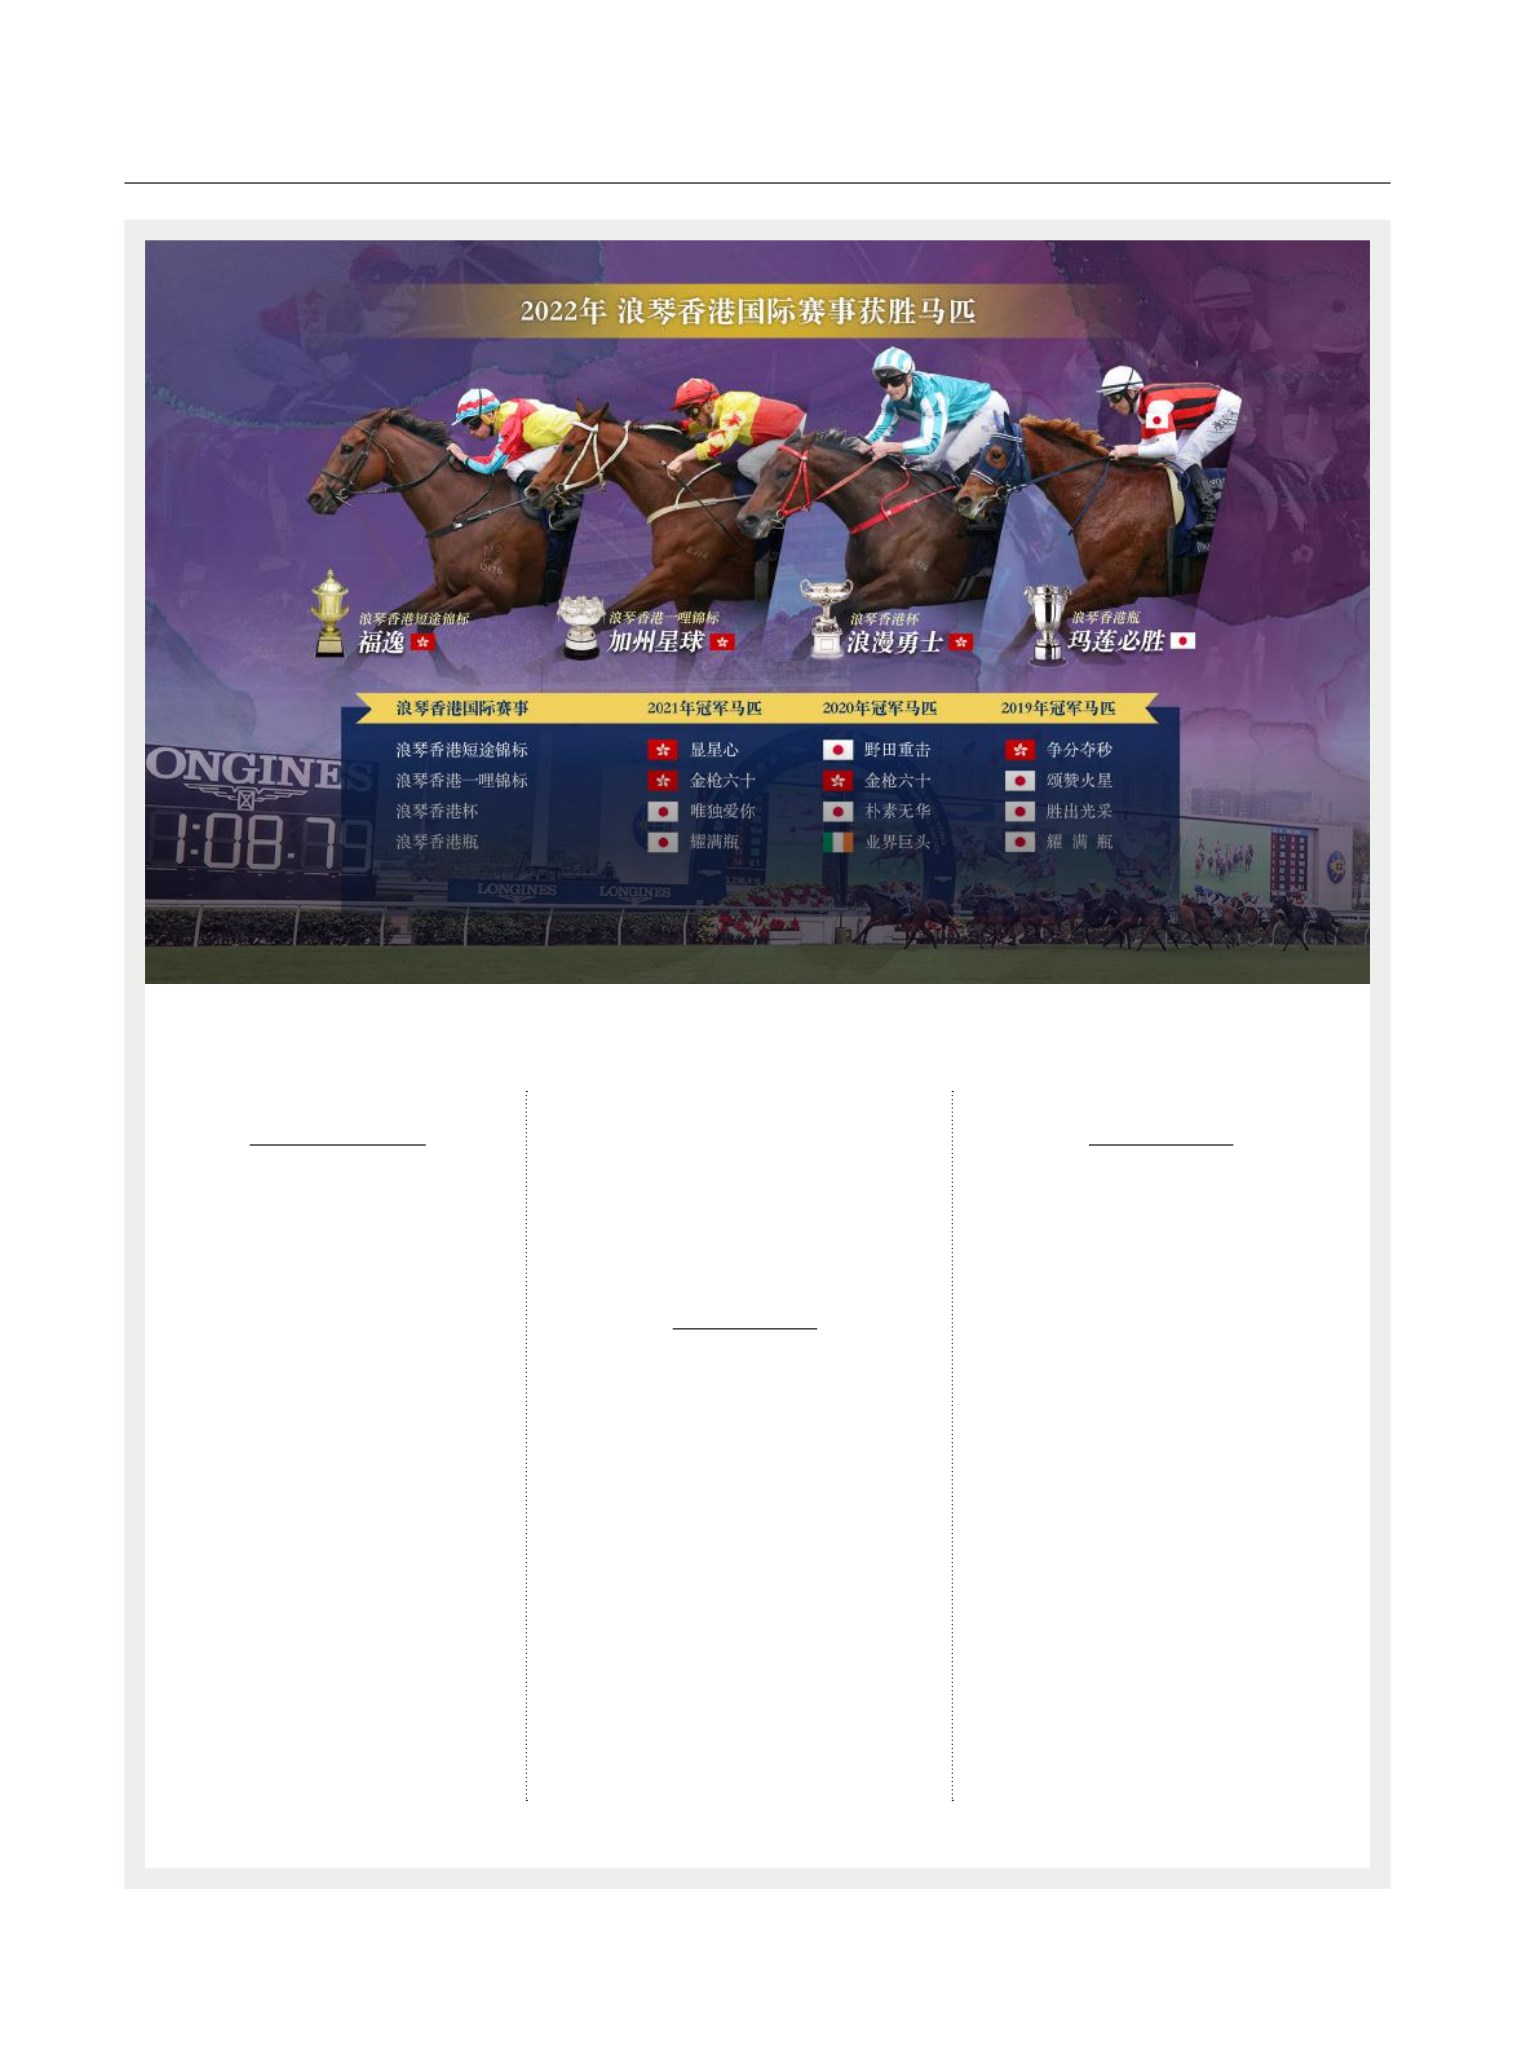 2022年 浪琴香港国际赛事获胜马匹
浪琴香港短途锦标
福逸
浪琴香港一哩锦标
加州星球
浪琴香港杯
浪漫勇士
浪琴香港瓶
玛莲必胜
浪琴香港国际赛事 2021年冠军马匹 2020年冠军马匹 2019年冠军马匹
浪琴香港短途锦标 显星心 野田重击 争分夺秒
浪琴香港一哩锦标 金枪六十 金枪六十 颂赞火星
浪琴香港杯 唯独爱你 朴素无华 胜出光采
浪琴香港瓶 耀满瓶 业界巨头 耀 满 瓶
ONGINES
1:08.7
LONGINES LONGINES